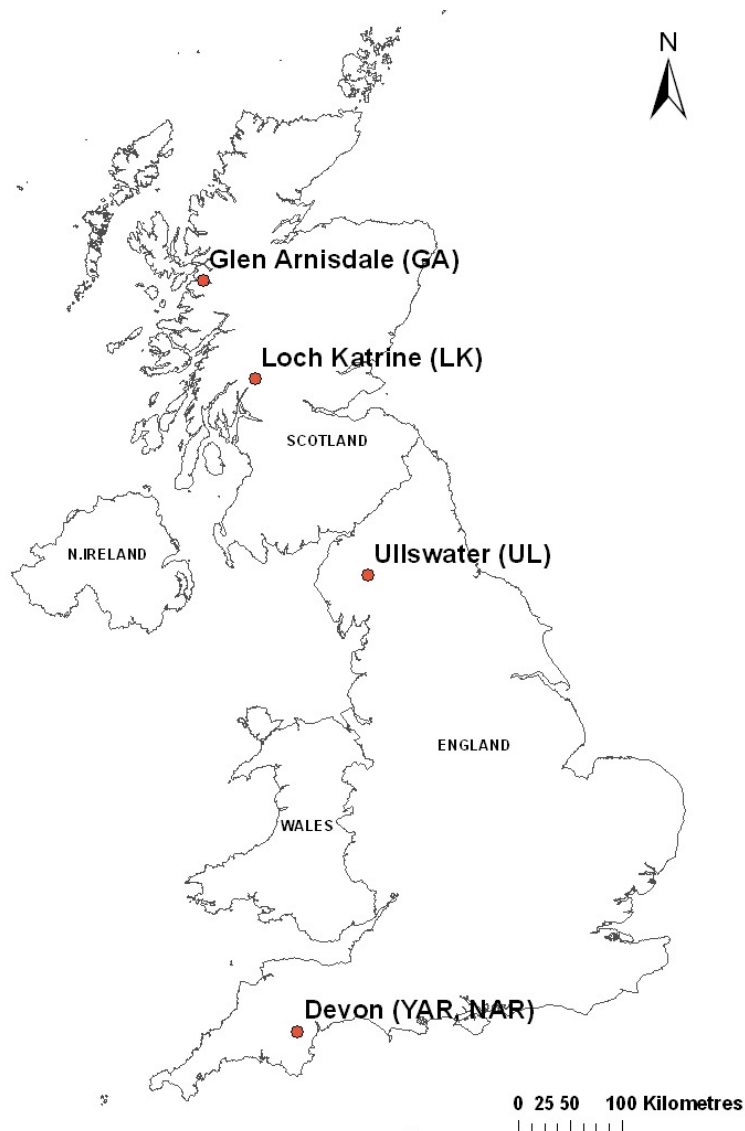 N
Glen Arnisdale (GA)
Loch Katrine (LK)
SCOTLAND
N.IRELAND
Ullswater (UL)
ENGLAND
WALES
Devon (YAR, NAR)
0 25 50 100 Kilometres